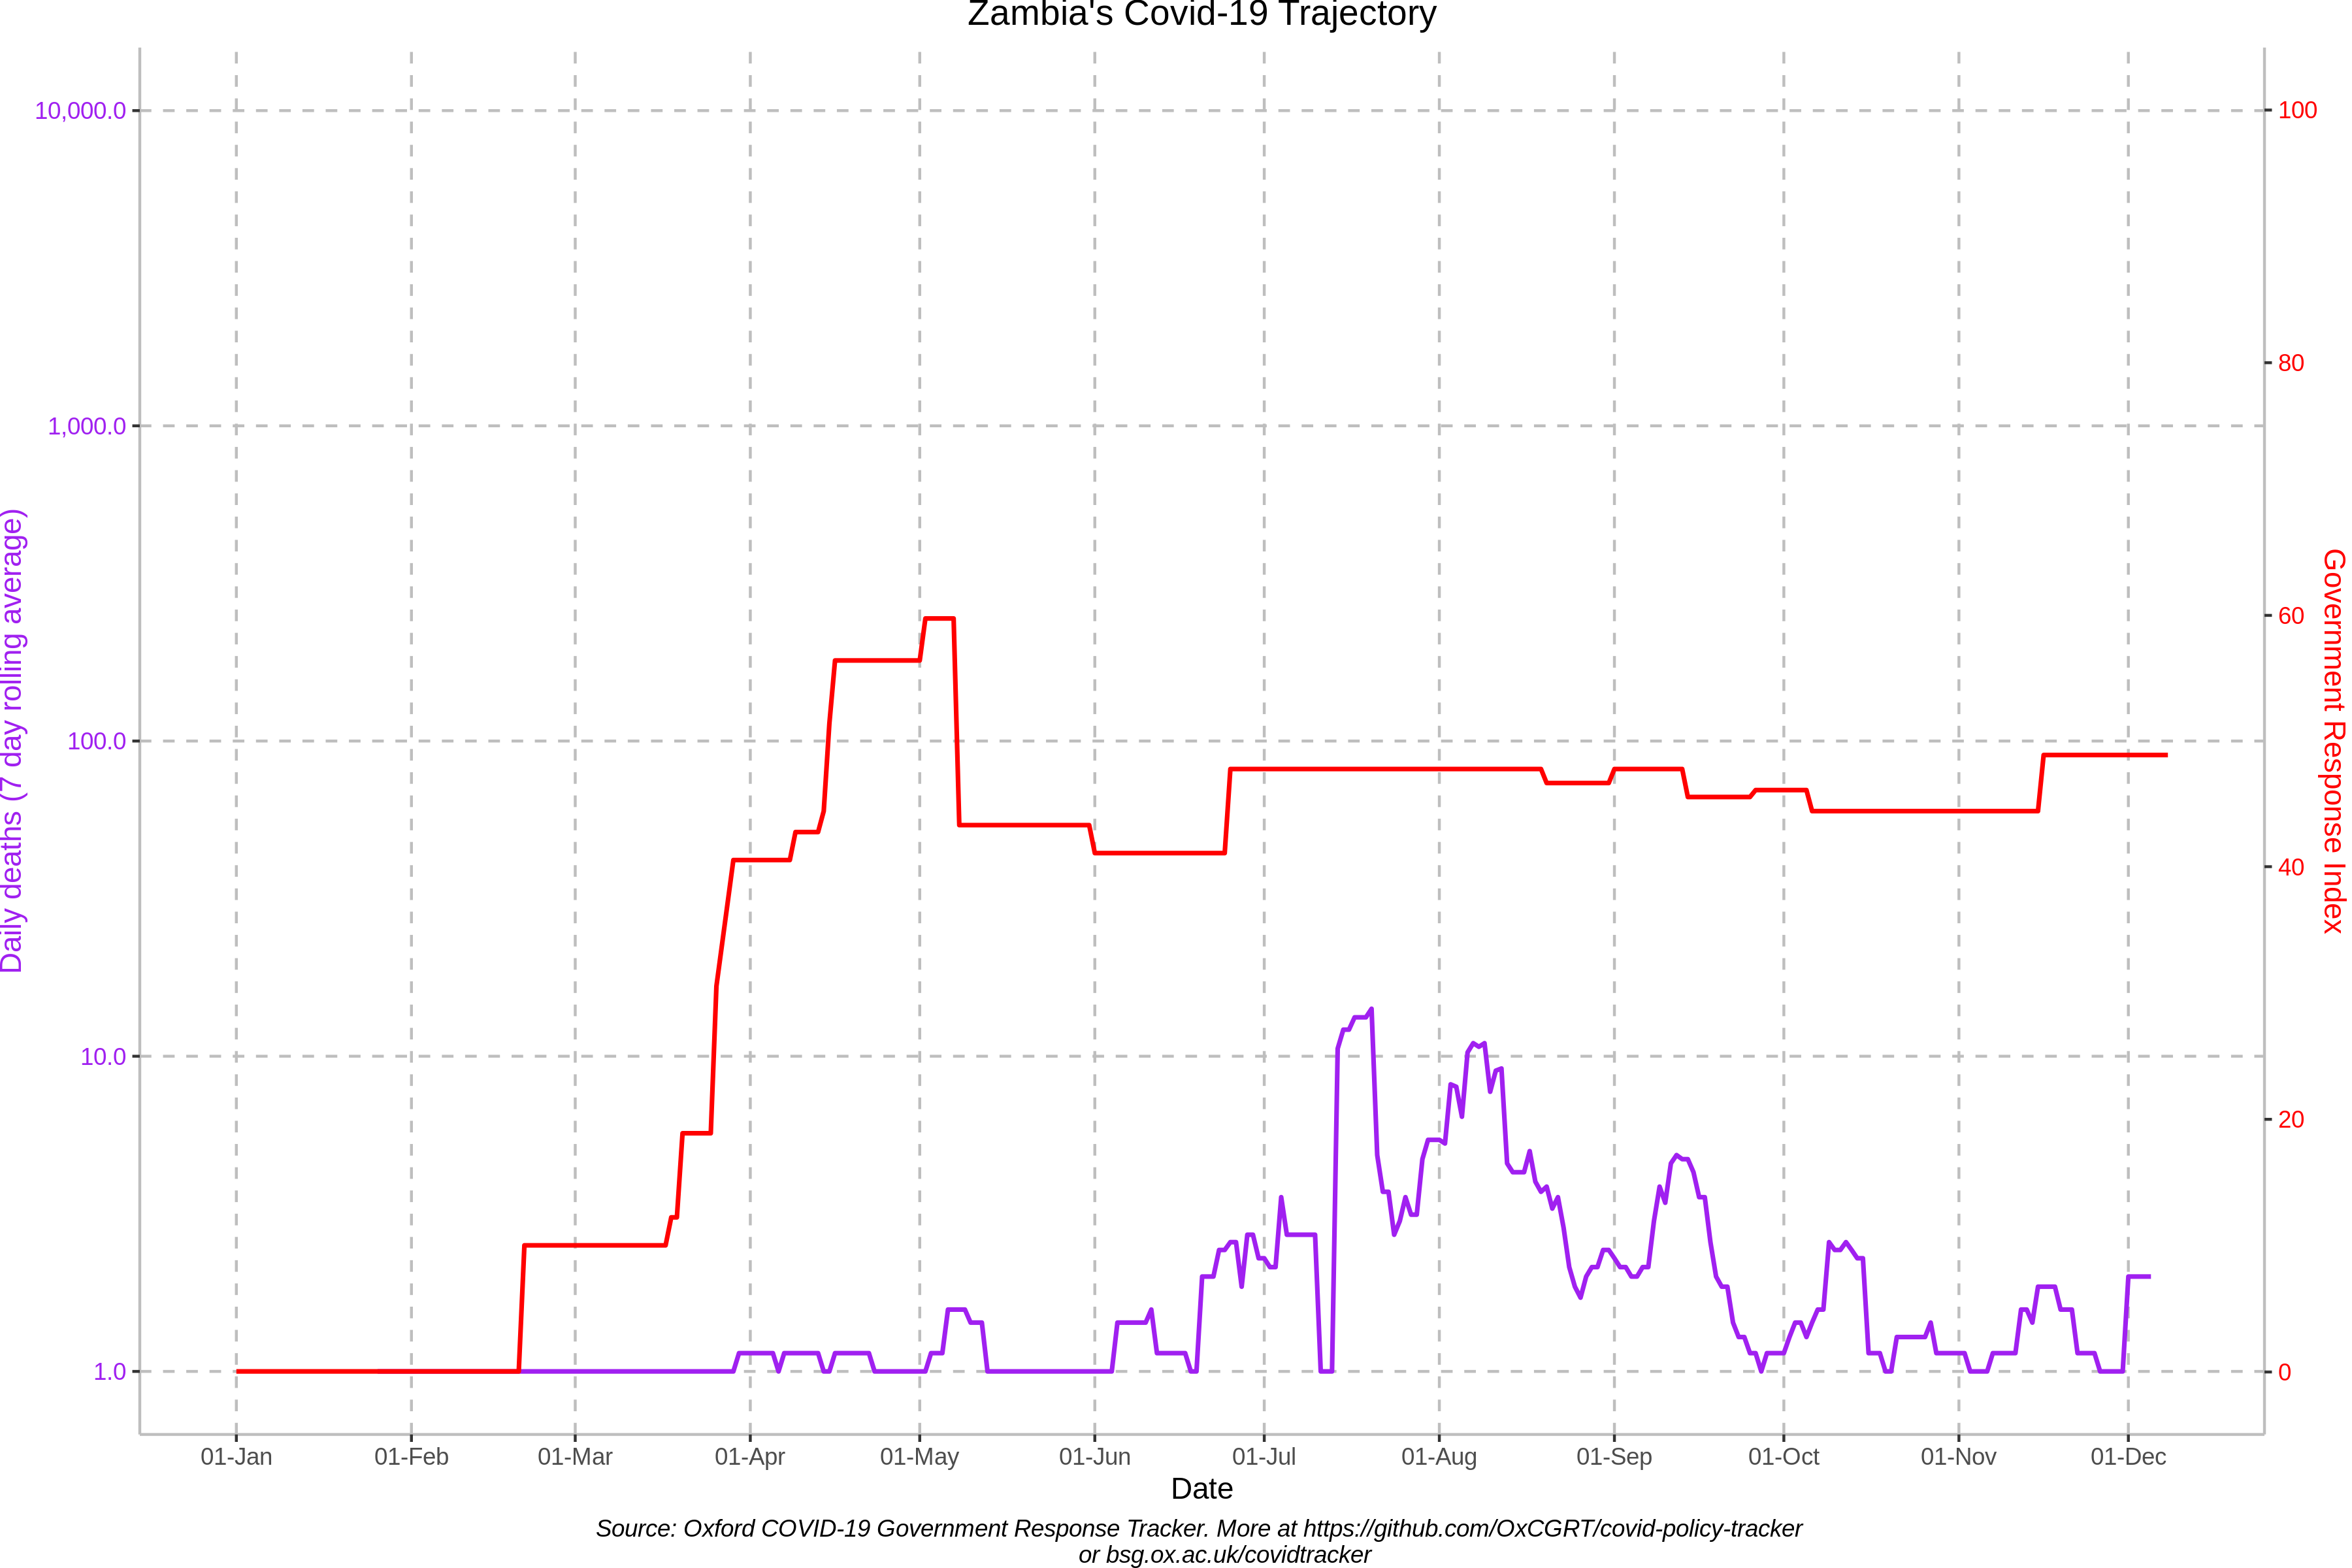 Zambia's Covid-19 Trajectory
10,000.0
1,000.0
100.0
10.0
1.0
Daily deaths (7 day rolling average)
100
80
60
40
20
0
Government Response Index
01-Jan 01-Feb 01-Mar 01-Apr 01-May 01-Jun 01-Jul 01-Aug 01-Sep 01-Oct 01-Nov 01-Dec
Date
Source: Oxford COVID-19 Government Response Tracker. More at https://github.com/OxCGRT/covid-policy-tracker
or bsg.ox.ac.uk/covidtracker